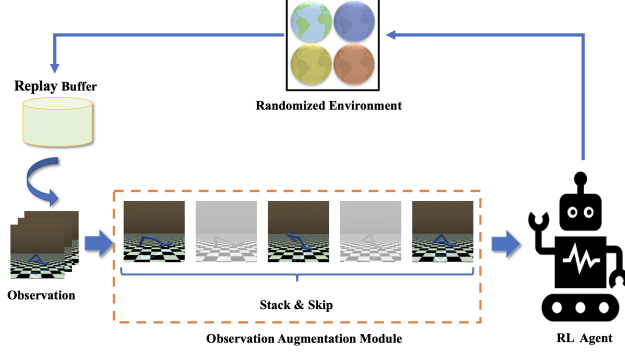 Replay Buffer
Randomized Environment
Observation
Stack & Skip
Observation Augmentation Module
RL Agent